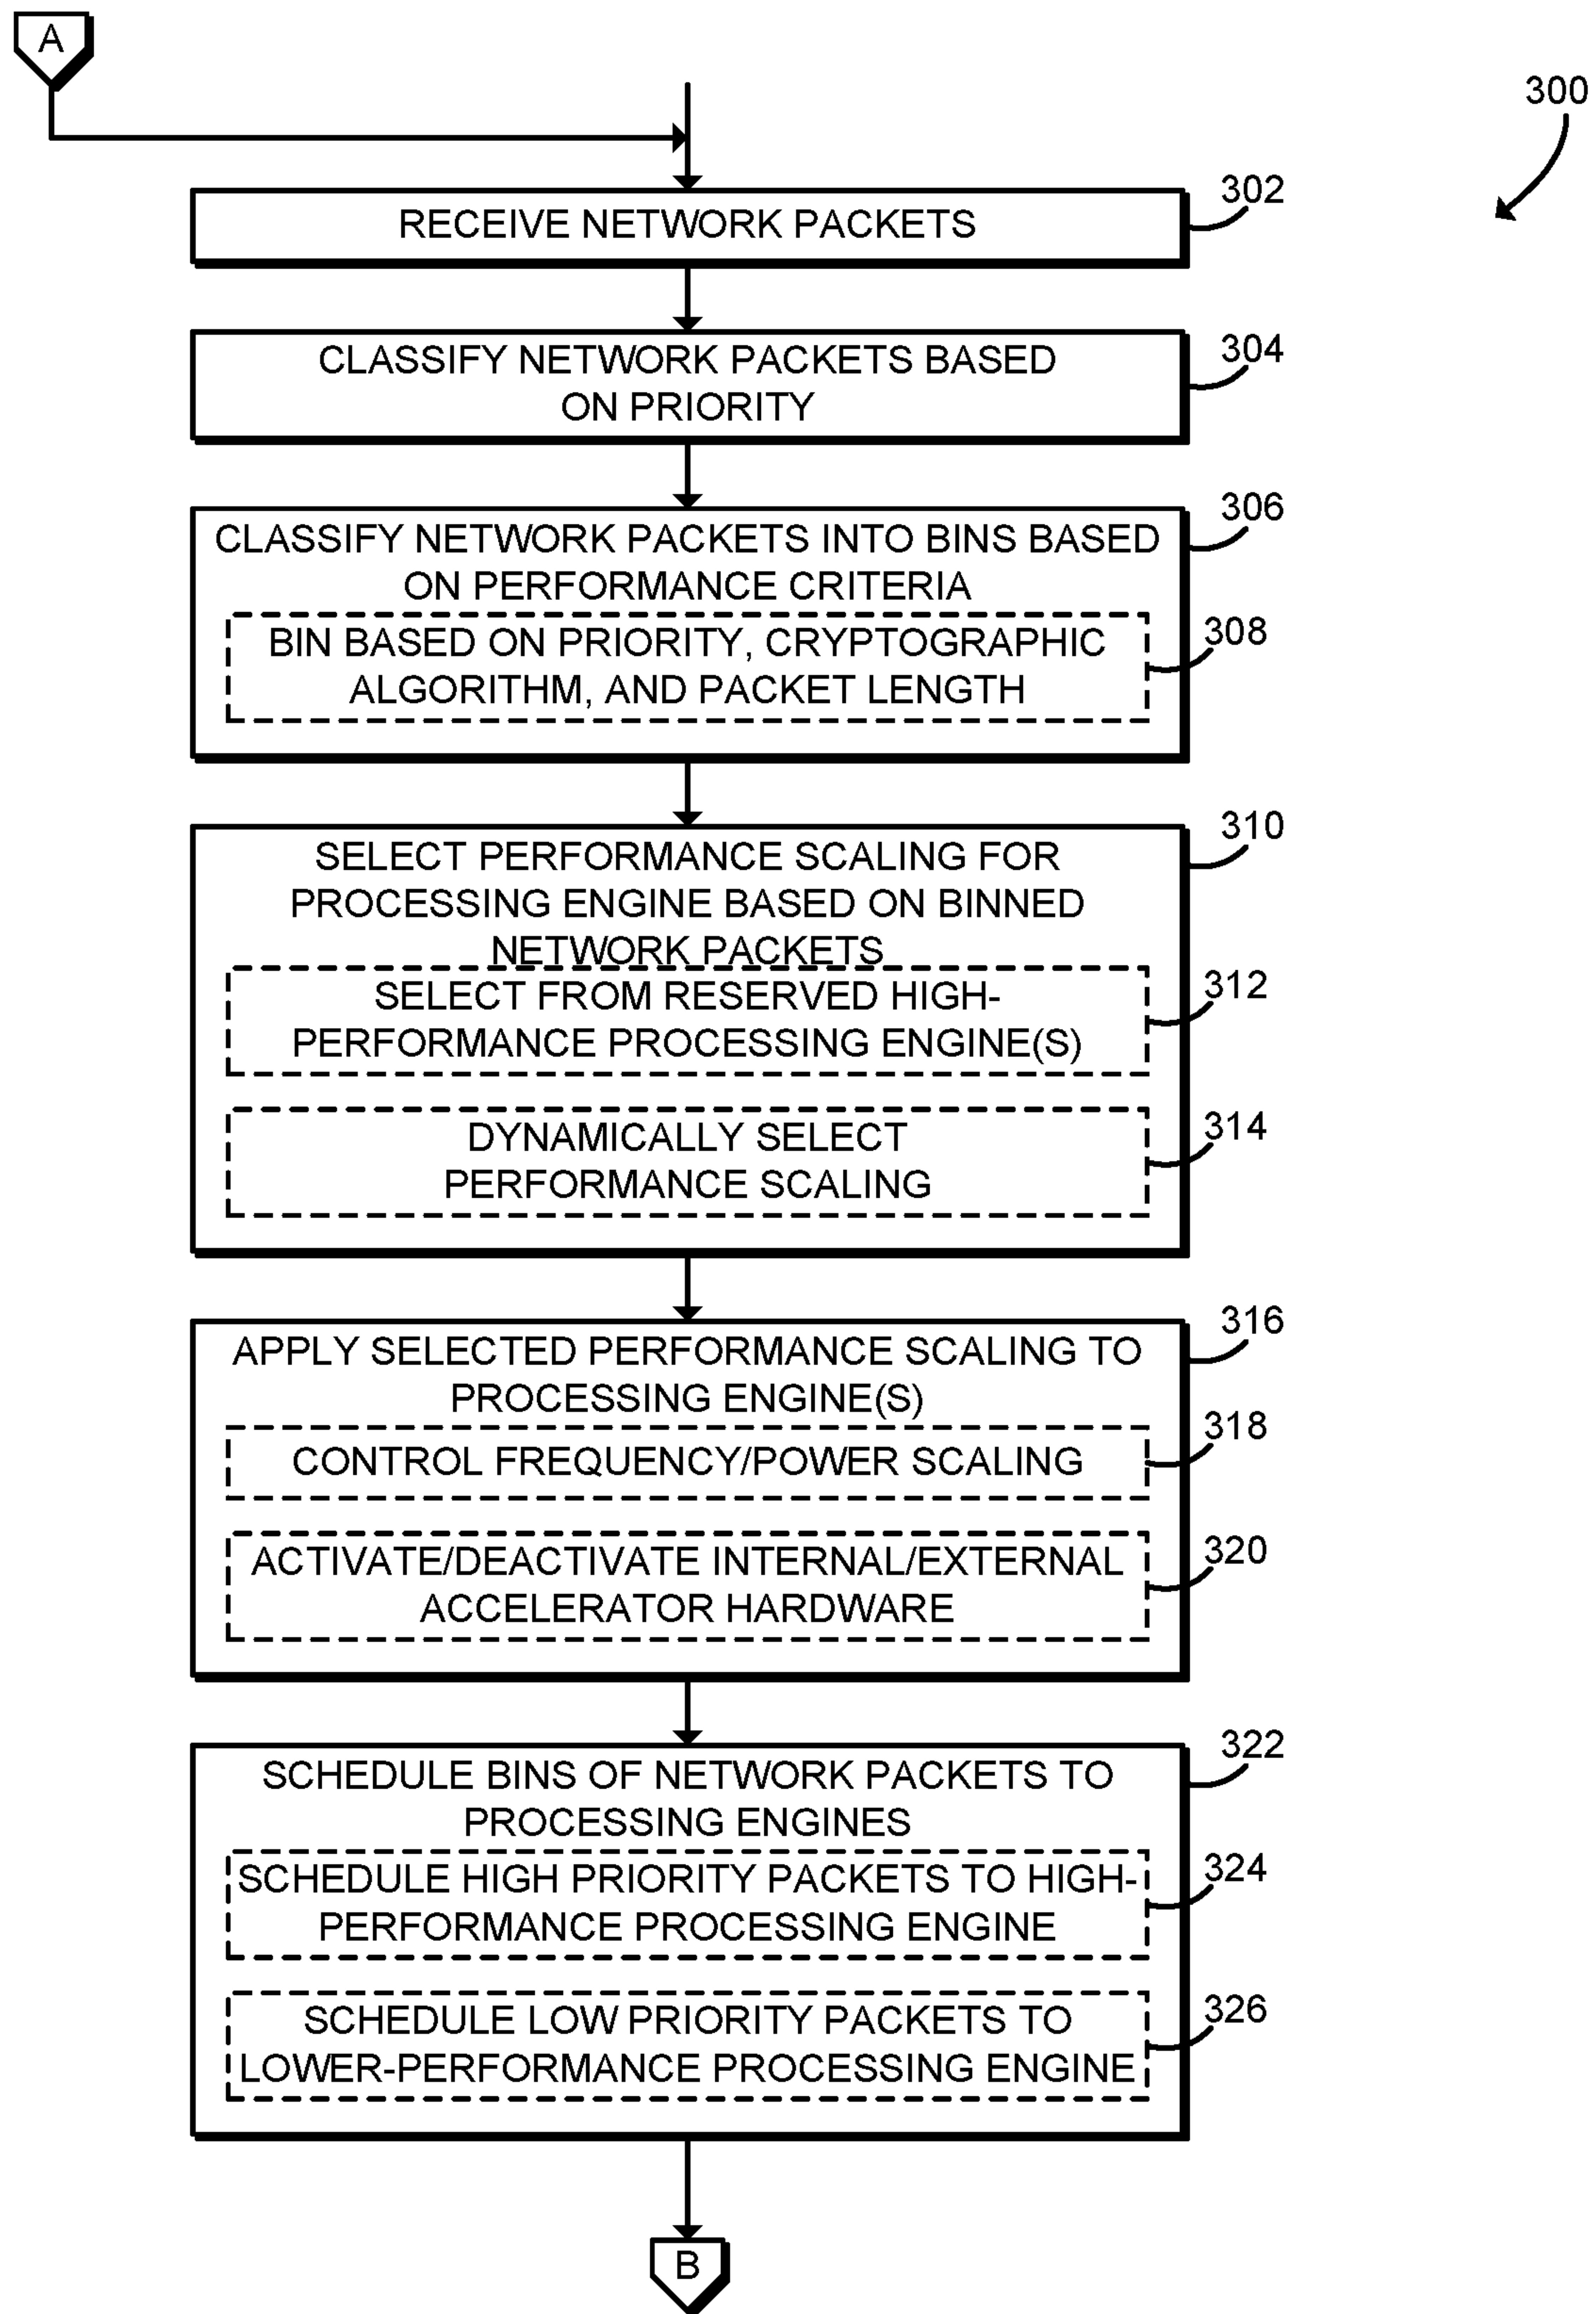 A
300
302
RECEIVE NETWORK PACKETS
304
CLASSIFY NETWORK PACKETS BASED
ON PRIORITY
306
CLASSIFY NETWORK PACKETS INTO BINS BASED
ON PERFORMANCE CRITERIA
308
BIN BASED ON PRIORITY, CRYPTOGRAPHIC
ALGORITHM, AND PACKET LENGTH
310
SELECT PERFORMANCE SCALING FOR
PROCESSING ENGINE BASED ON BINNED
NETWORK PACKETS
312
SELECT FROM RESERVED HIGH-
PERFORMANCE PROCESSING ENGINE(S)
314
DYNAMICALLY SELECT
PERFORMANCE SCALING
316
APPLY SELECTED PERFORMANCE SCALING TO
PROCESSING ENGINE(S)
318
CONTROL FREQUENCY/POWER SCALING
320
ACTIVATE/DEACTIVATE INTERNAL/EXTERNAL
ACCELERATOR HARDWARE
322
SCHEDULE BINS OF NETWORK PACKETS TO
PROCESSING ENGINES
324
SCHEDULE HIGH PRIORITY PACKETS TO HIGH-
PERFORMANCE PROCESSING ENGINE
326
SCHEDULE LOW PRIORITY PACKETS TO
LOWER-PERFORMANCE PROCESSING ENGINE
B